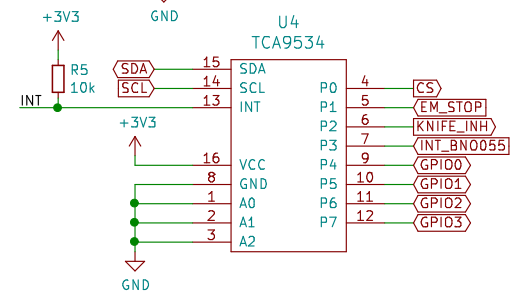 GND
+3V3
U4
TCA9534
R5
10k
INT
SDA 15 SDA
SCL 14 SCL
13 INT
P0 4 CS
P1 5 EM_STOP
P2 6 KNIFE_INH
P3 7 INT_BNO055
P4 9 GPIO0
P5 10 GPIO1
P6 11 GPIO2
P7 12 GPIO3
+3V3
16 VCC
8 GND
1 A0
2 A1
3 A2
GND